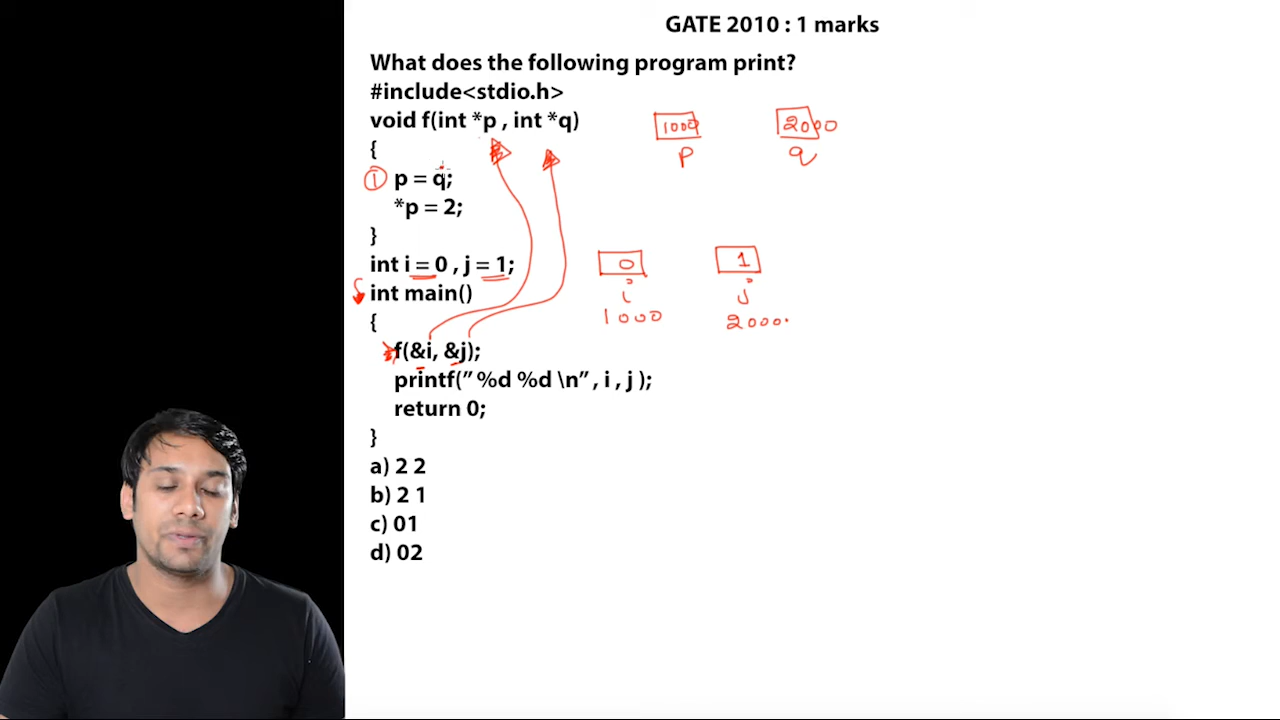 GATE 2010 : 1 marks
What does the following program print?
#include<stdio.h>
void f(int *p , int *q)
{
① p = q;
*p = 2;
}
int i = 0 , j = 1;
int main()
{
f(&i, &j);
printf(” %d %d \n” , i , j );
return 0;
}
a) 2 2
b) 2 1
c) 01
d) 02
1000 2000
p q
0 1
i j
1000 2000